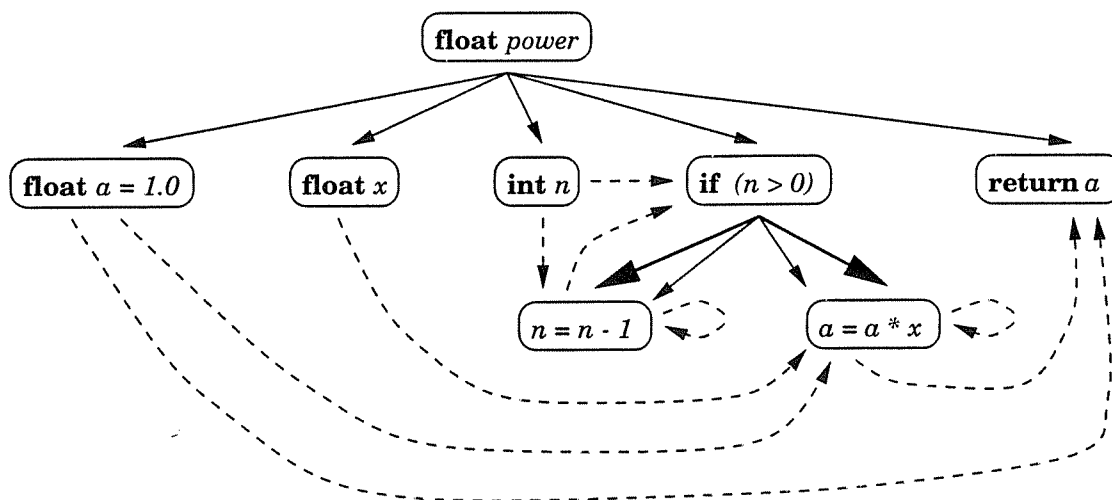 float power
float a = 1.0
float x
int n
if (n > 0)
return a
n = n - 1
a = a * x